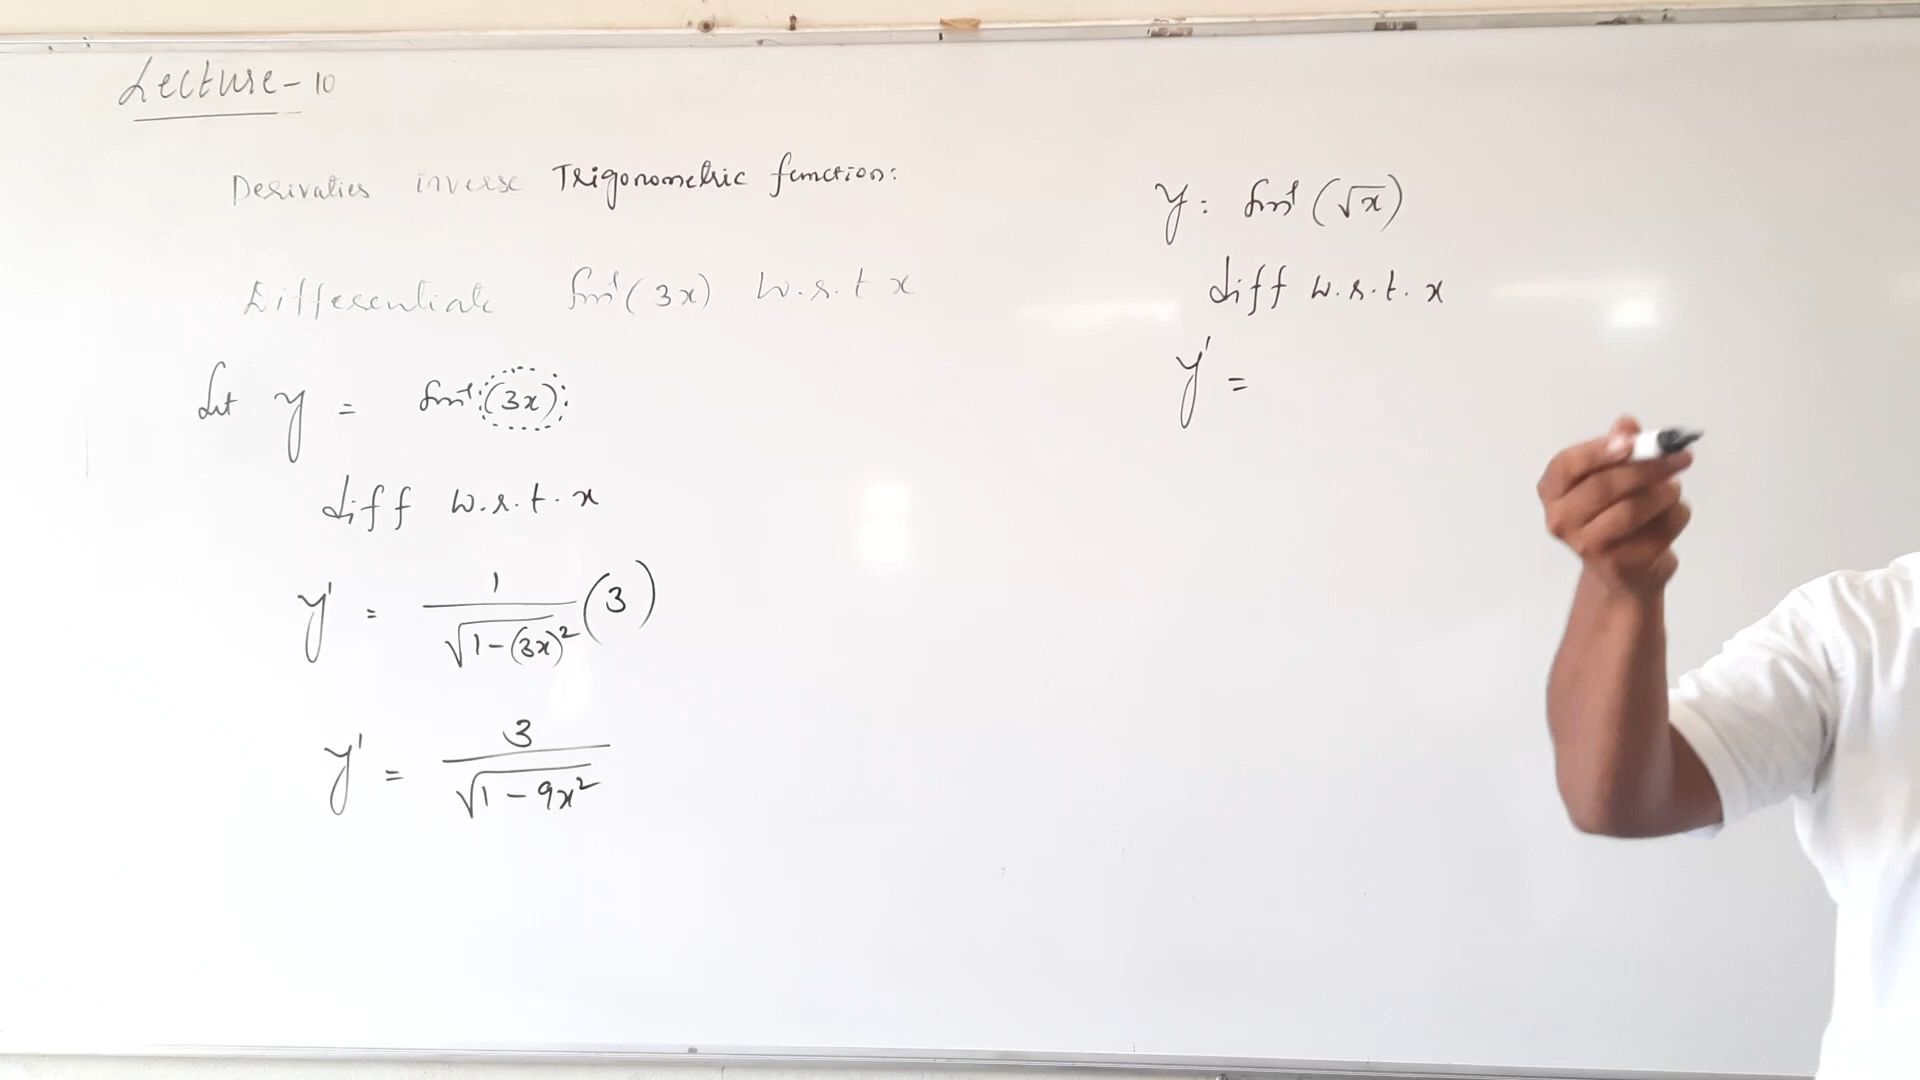 Lecture - 10
Derivaties inverse Trigonometric function:
Differentiate sin⁻¹(3x) w.r.t x
Let y = sin⁻¹(3x)
diff w.r.t. x
y' = 1/√(1-(3x)²) (3)
y' = 3/√(1-9x²)
y = sin⁻¹(√x)
diff w.r.t. x
y' =